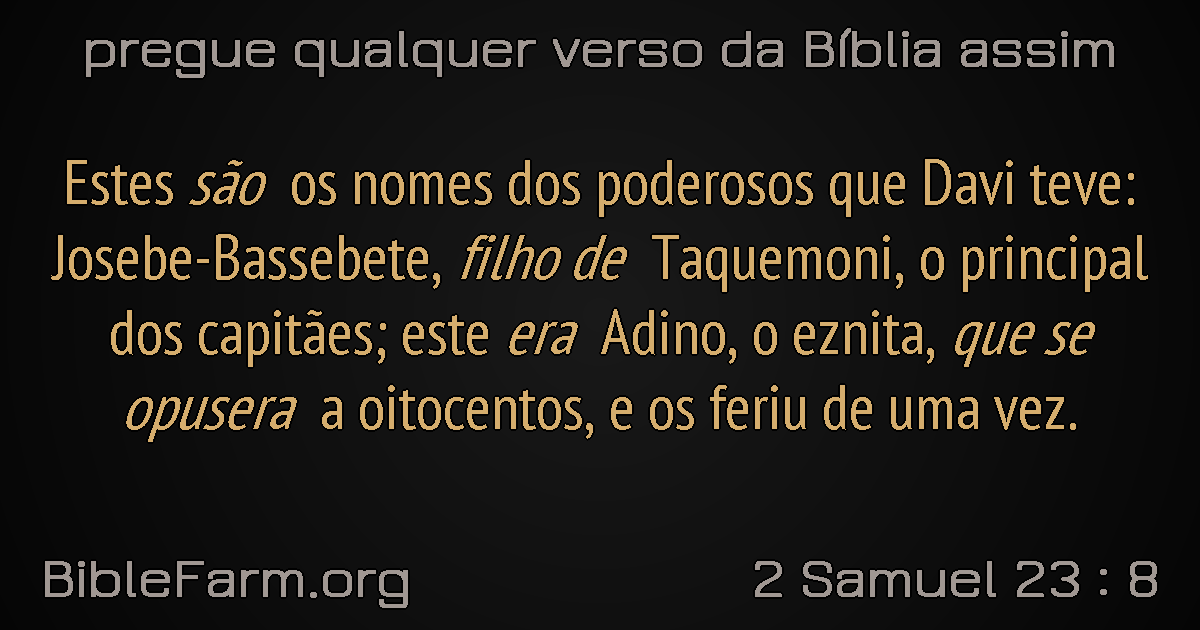 pregue qualquer verso da Bíblia assim
Estes são os nomes dos poderosos que Davi teve:
Josebe-Bassebete, filho de Taquemoni, o principal
dos capitães; este era Adino, o eznita, que se
opusera a oitocentos, e os feriu de uma vez.
BibleFarm.org
2 Samuel 23 : 8